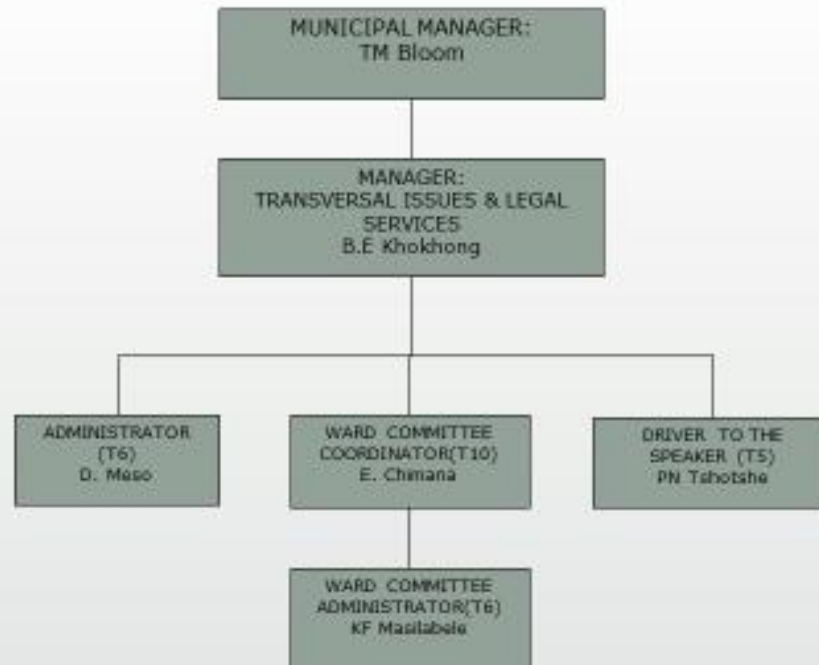 MUNICIPAL MANAGER:
TM Bloom
MANAGER:
TRANSVERSAL ISSUES & LEGAL
SERVICES
B.E Khokhong
ADMINISTRATOR
(T6)
D. Meso
WARD COMMITTEE
COORDINATOR(T10)
E. Chimana
DRIVER TO THE
SPEAKER (T5)
PN Tshotshe
WARD COMMITTEE
ADMINISTRATOR(T6)
KF Masilabele